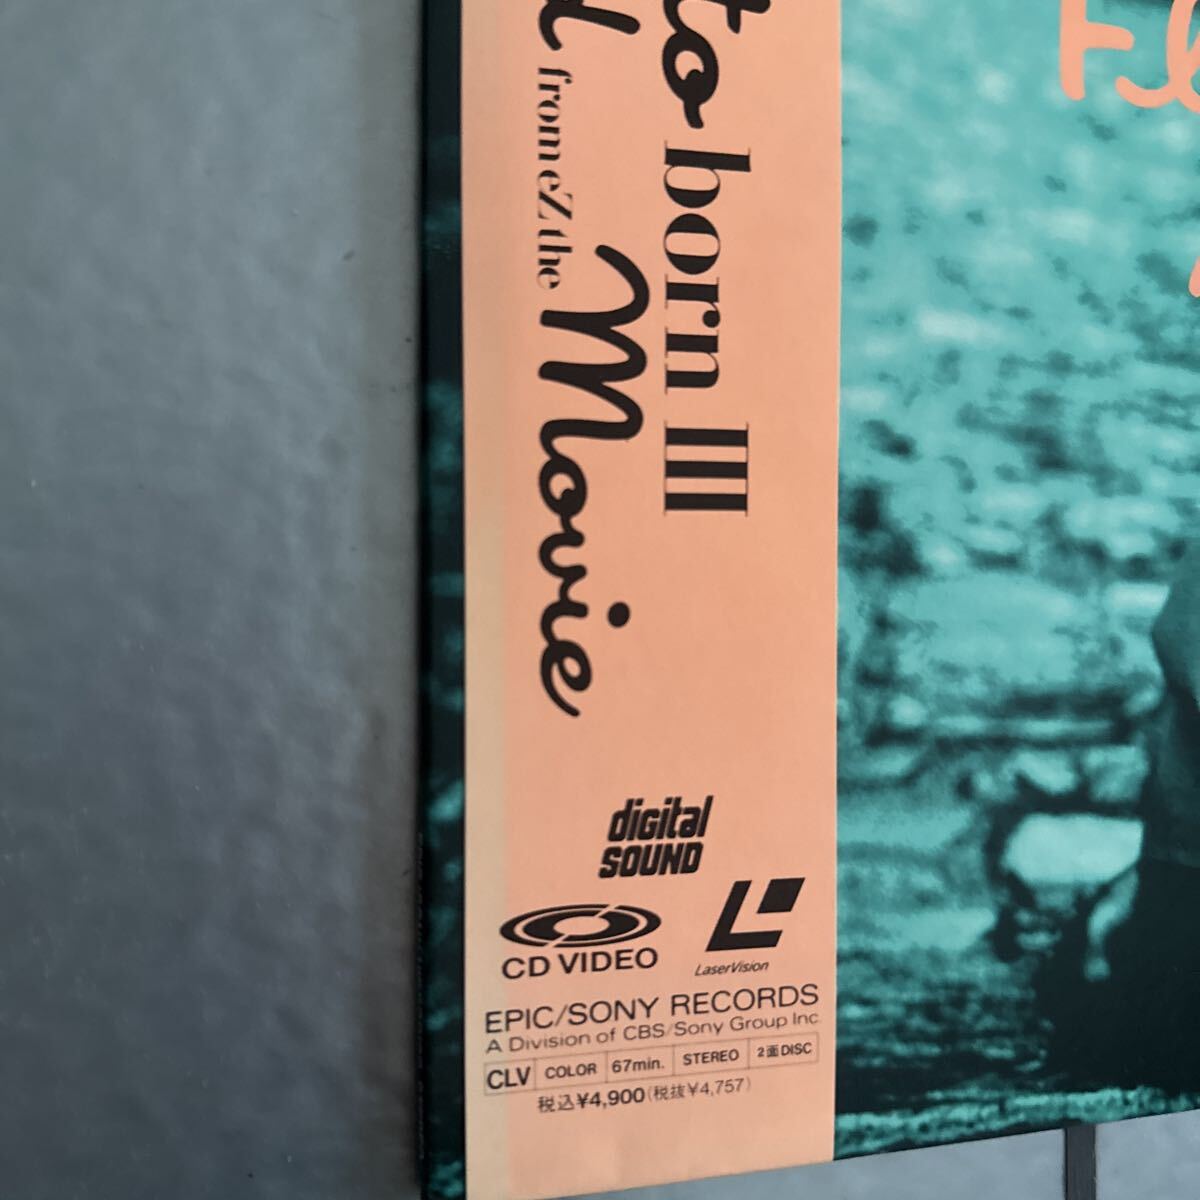 to born III
from eZ the Movie
digital
SOUND
CD VIDEO
LaserVision
EPIC/SONY RECORDS
A Division of CBS/Sony Group Inc.
CLV COLOR 67min. STEREO 2面DISC
税込¥4,900(税抜¥4,757)